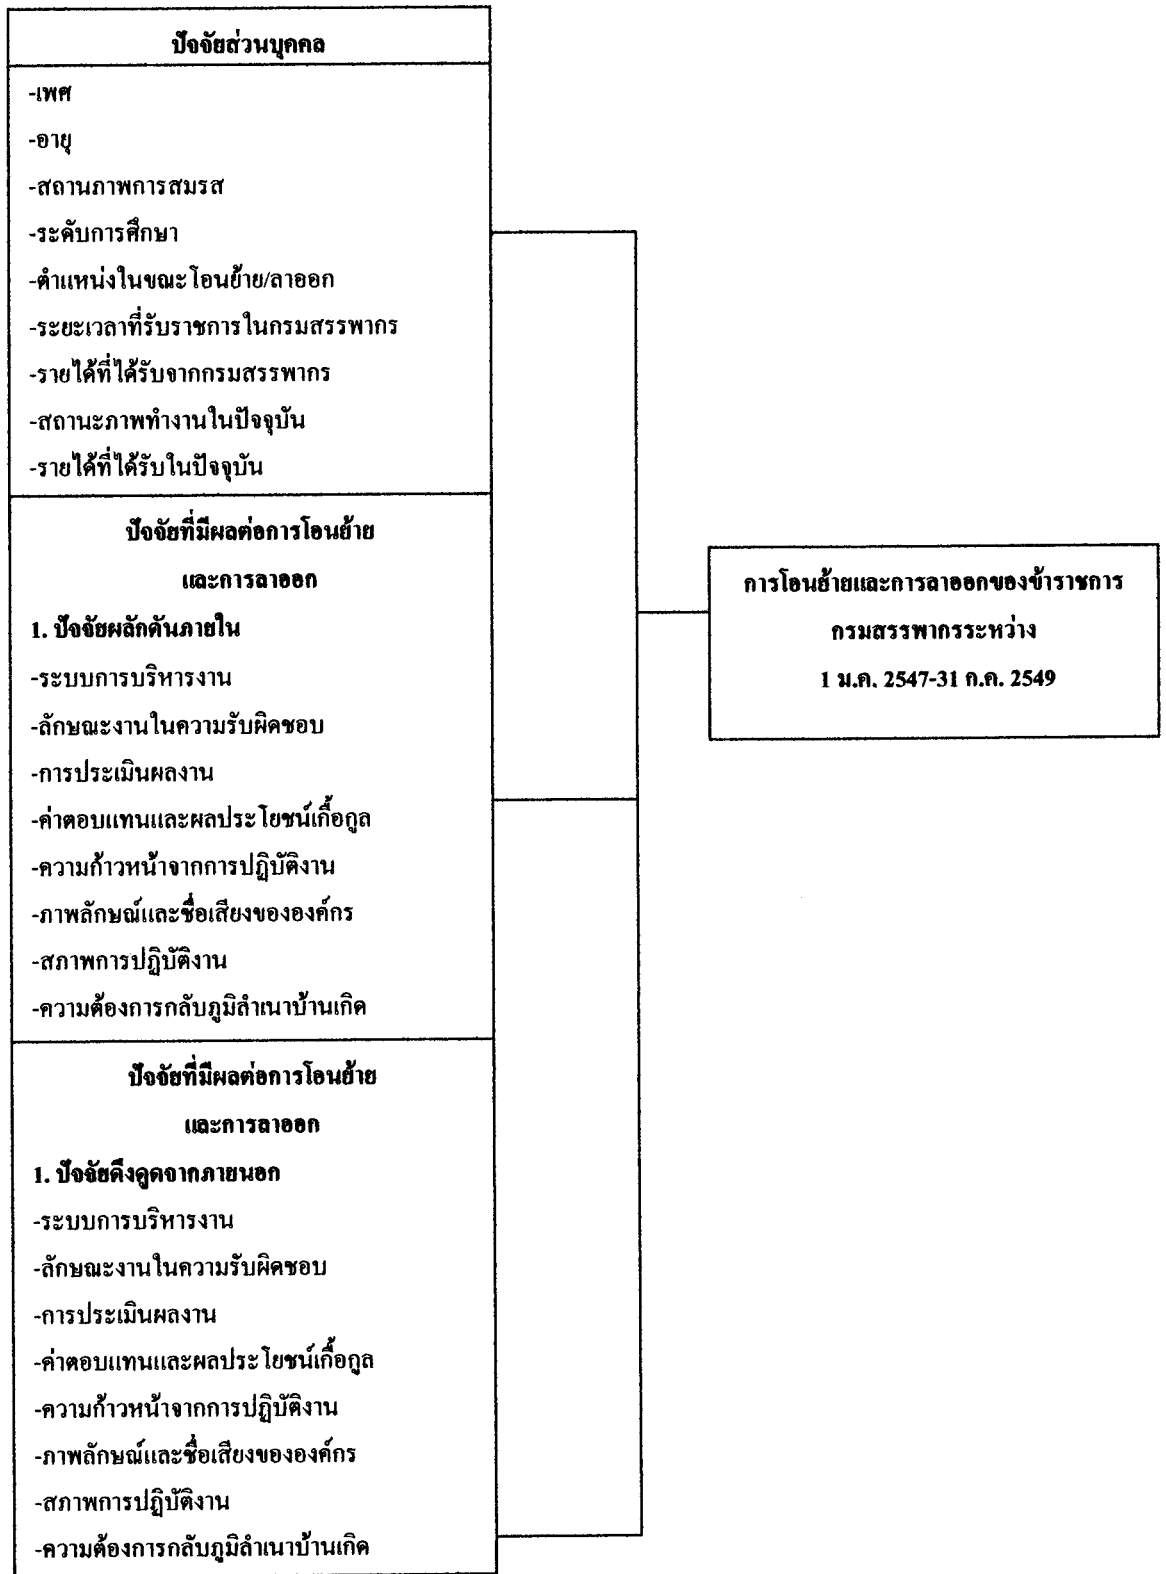 ปัจจัยส่วนบุคคล
-เพศ
-อายุ
-สถานภาพการสมรส
-ระดับการศึกษา
-ตำแหน่งในขณะโอนย้าย/ลาออก
-ระยะเวลาที่รับราชการในกรมสรรพากร
-รายได้ที่ได้รับจากกรมสรรพากร
-สถานะภาพทำงานในปัจจุบัน
-รายได้ที่ได้รับในปัจจุบัน
ปัจจัยที่มีผลต่อการโอนย้าย
และการลาออก
1. ปัจจัยผลักดันภายใน
-ระบบการบริหารงาน
-ลักษณะงานในความรับผิดชอบ
-การประเมินผลงาน
-ค่าตอบแทนและผลประโยชน์เกื้อกูล
-ความก้าวหน้าจากการปฏิบัติงาน
-ภาพลักษณ์และชื่อเสียงขององค์กร
-สภาพการปฏิบัติงาน
-ความต้องการกลับภูมิลำเนาบ้านเกิด
ปัจจัยที่มีผลต่อการโอนย้าย
และการลาออก
1. ปัจจัยดึงดูดจากภายนอก
-ระบบการบริหารงาน
-ลักษณะงานในความรับผิดชอบ
-การประเมินผลงาน
-ค่าตอบแทนและผลประโยชน์เกื้อกูล
-ความก้าวหน้าจากการปฏิบัติงาน
-ภาพลักษณ์และชื่อเสียงขององค์กร
-สภาพการปฏิบัติงาน
-ความต้องการกลับภูมิลำเนาบ้านเกิด
การโอนย้ายและการลาออกของข้าราชการ
กรมสรรพากรระหว่าง
1 ม.ค. 2547-31 ก.ค. 2549